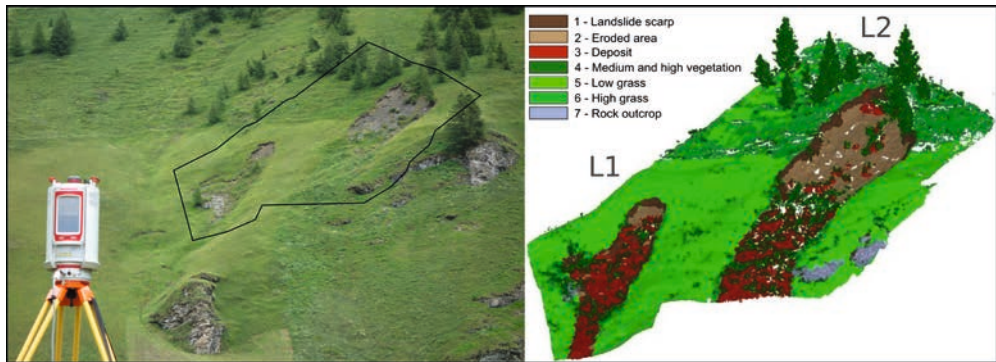 1 - Landslide scarp
2 - Eroded area
3 - Deposit
4 - Medium and high vegetation
5 - Low grass
6 - High grass
7 - Rock outcrop
L2
L1